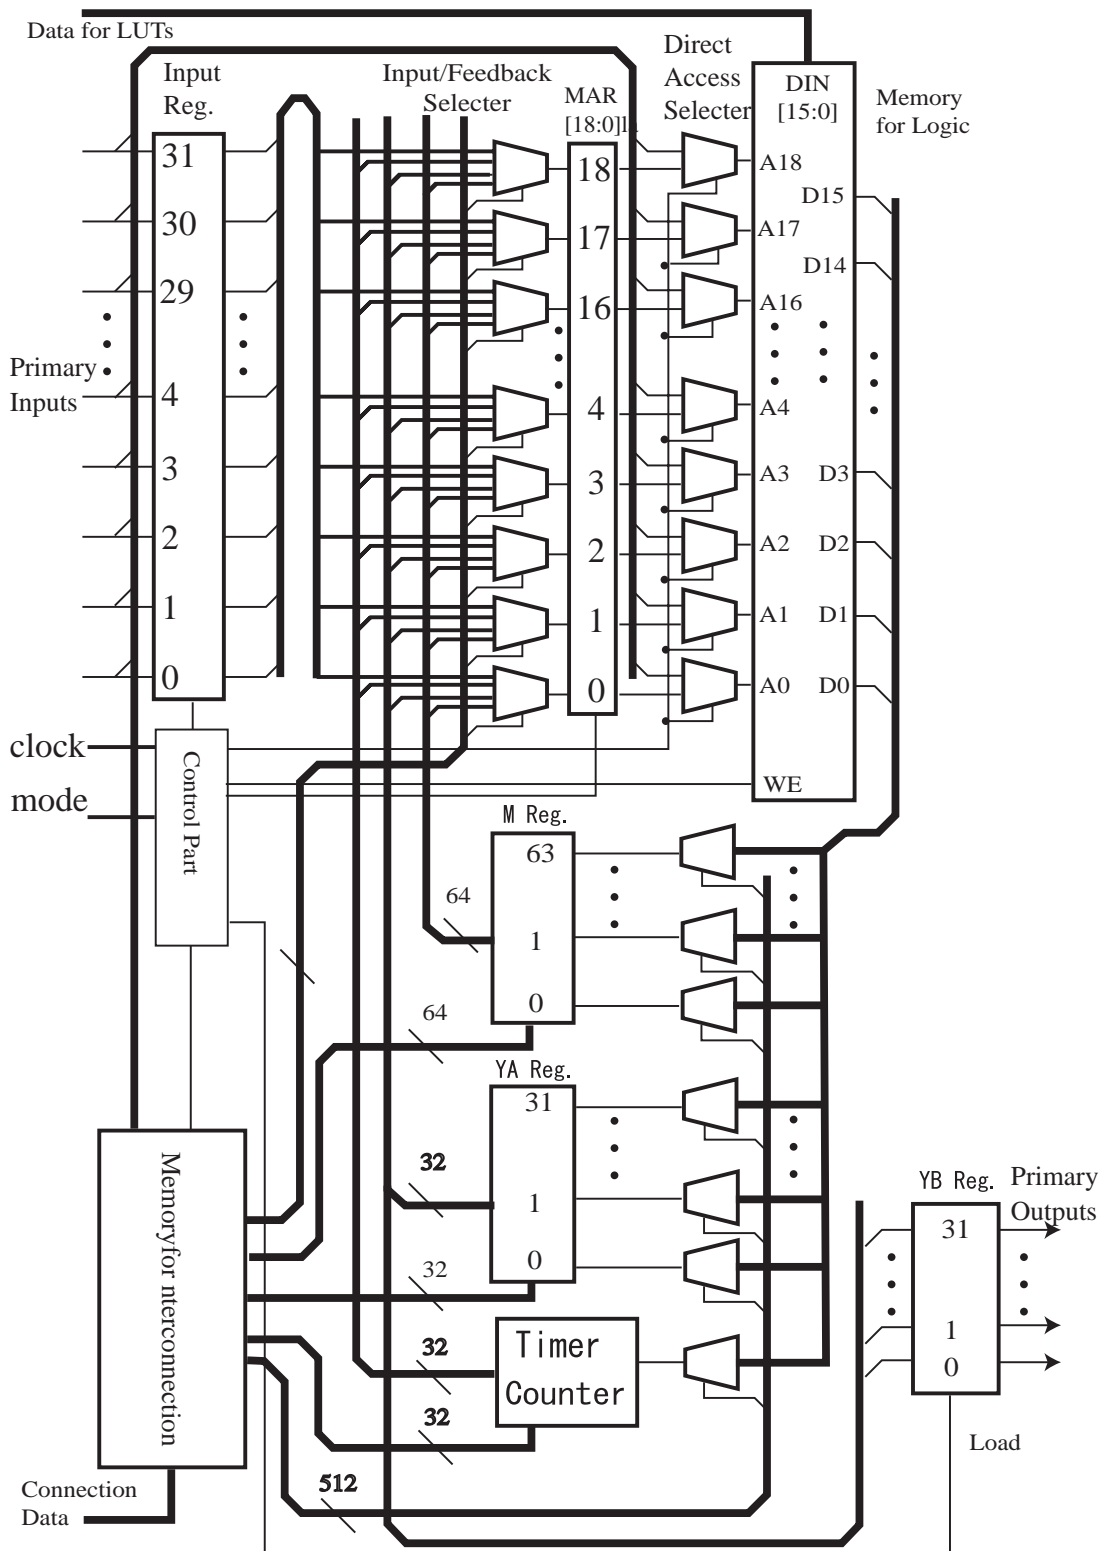 Data for LUTs
Input
Reg.
Input/Feedback
Selecter
MAR
[18:0]
Direct
Access
Selecter
DIN
[15:0]
Memory
for Logic
31
30
29
4
3
2
1
0
Primary
Inputs
18
17
16
4
3
2
1
0
A18
A17
A16
A4
A3
A2
A1
A0
D15
D14
D3
D2
D1
D0
WE
clock
mode
Control Part
M Reg.
63
1
0
64
64
YA Reg.
31
1
0
32
32
Timer
Counter
32
32
512
Memoryfor nterconnection
Connection
Data
YB Reg.
31
1
0
Primary
Outputs
Load